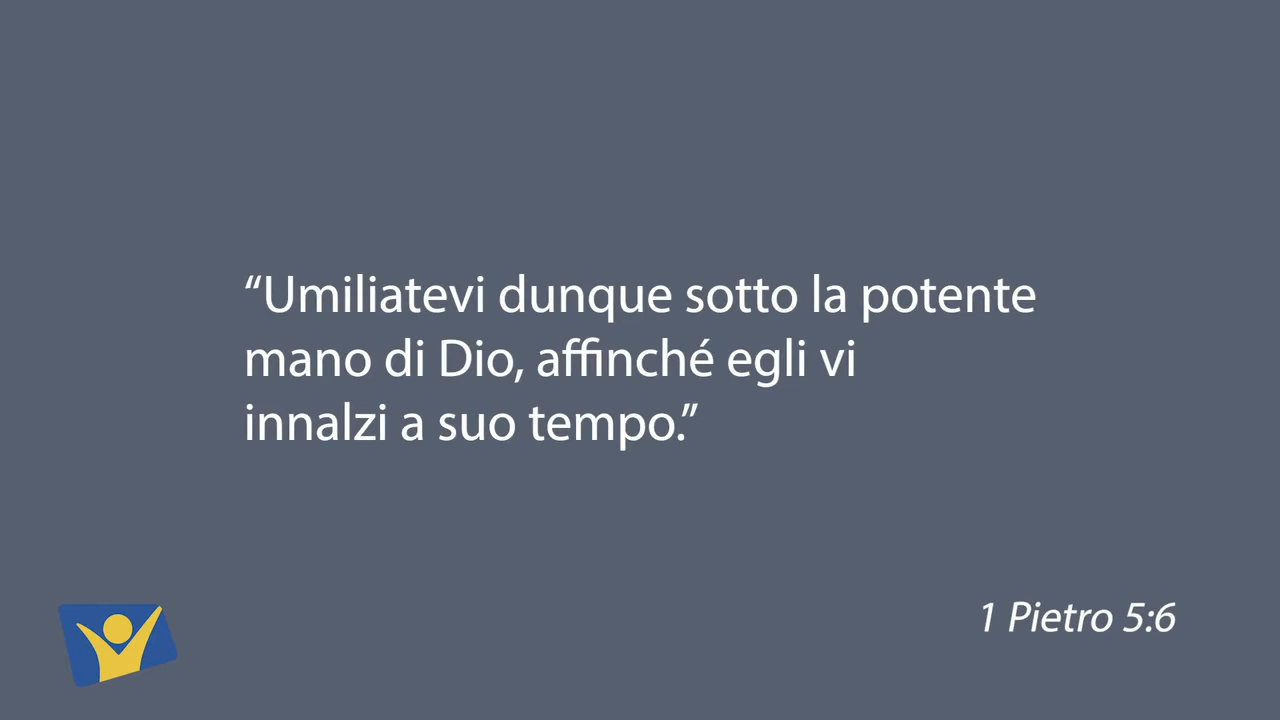 “Umiliatevi dunque sotto la potente
mano di Dio, affinché egli vi
innalzi a suo tempo.”
1 Pietro 5:6